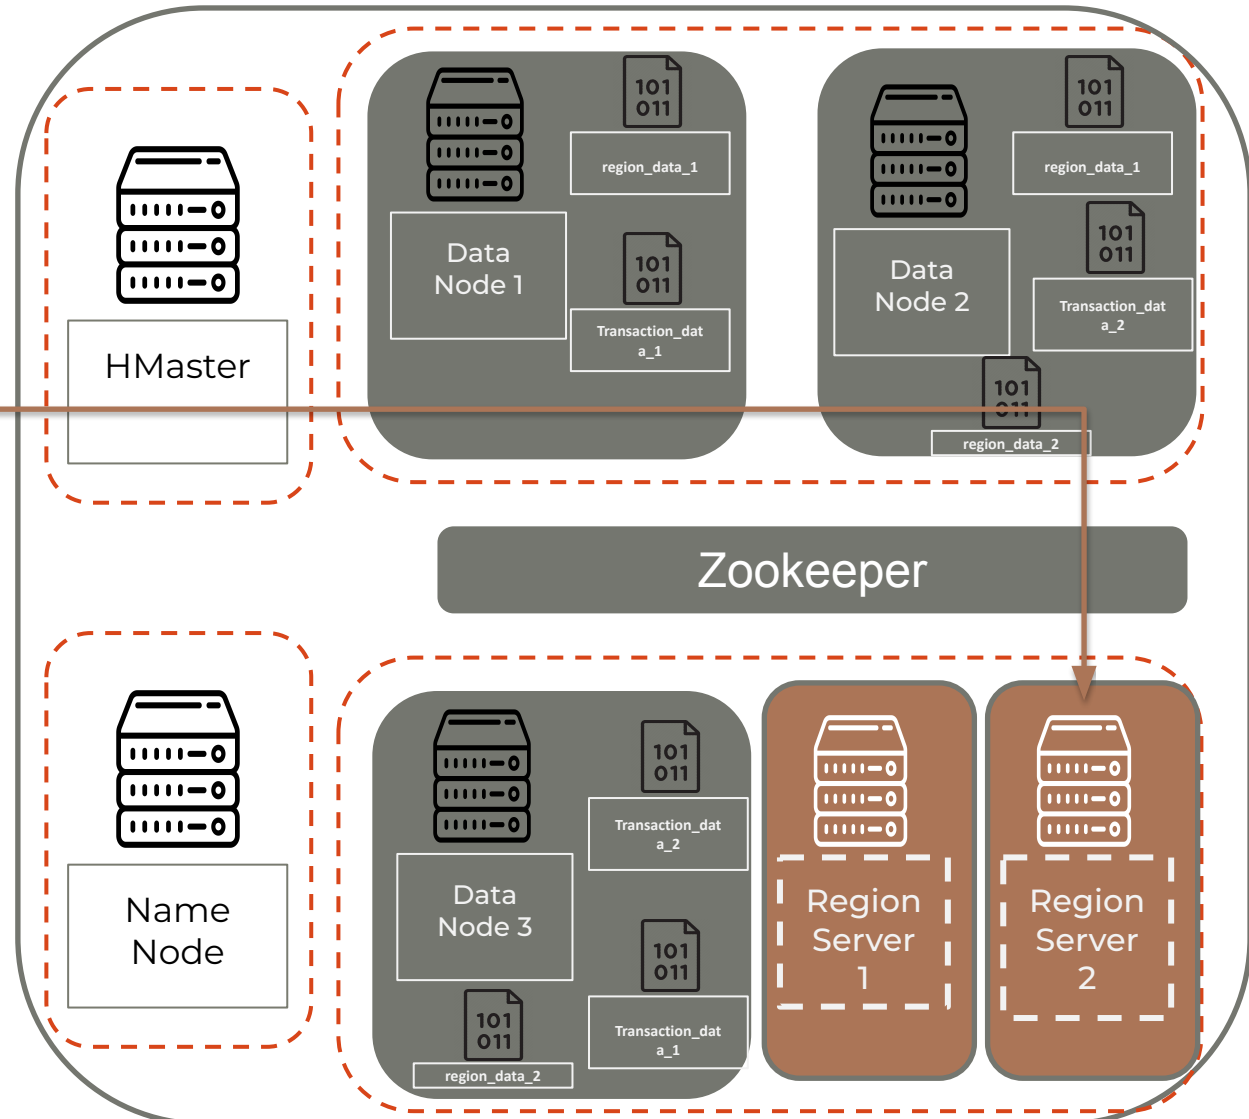 101
011
region_data_1
Data
Node 1
101
011
Transaction_dat
a_1
101
011
region_data_1
Data
Node 2
101
011
Transaction_dat
a_2
101
011
region_data_2
HMaster
Zookeeper
Name
Node
101
011
Transaction_dat
a_2
Data
Node 3
101
011
Transaction_dat
a_1
101
011
region_data_2
Region
Server
1
Region
Server
2